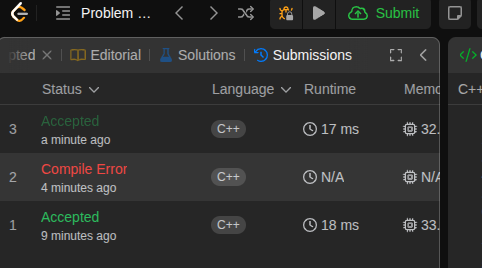 Problem ...
Submit
pted
Editorial
Solutions
Submissions
Status
Language
Runtime
Memo
C++
3
Accepted
a minute ago
C++
17 ms
32.
2
Compile Error
4 minutes ago
C++
N/A
N/A
1
Accepted
9 minutes ago
C++
18 ms
33.